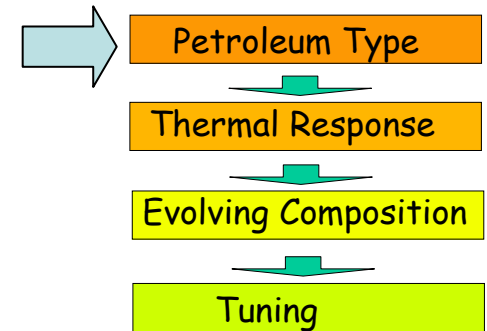 Petroleum Type
Thermal Response
Evolving Composition
Tuning